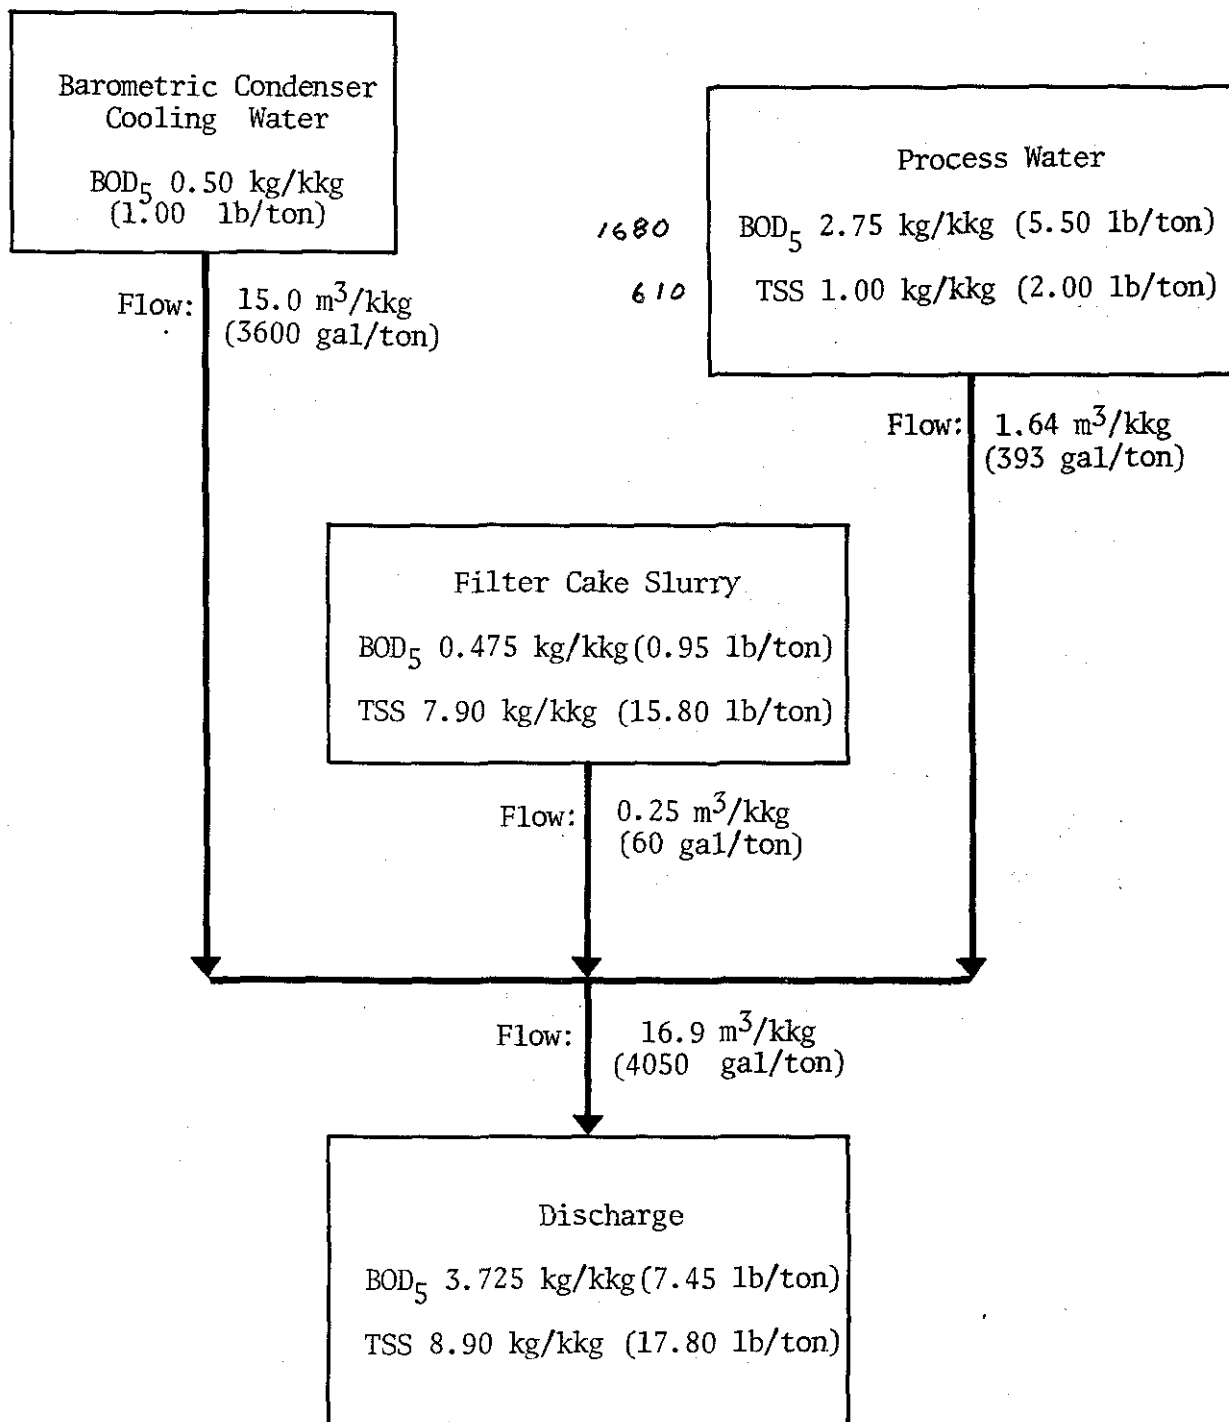 Barometric Condenser
Cooling Water
BOD5 0.50 kg/kkg
(1.00 lb/ton)
Flow: 15.0 m3/kkg
(3600 gal/ton)
Process Water
1680 BOD5 2.75 kg/kkg (5.50 lb/ton)
610 TSS 1.00 kg/kkg (2.00 lb/ton)
Flow: 1.64 m3/kkg
(393 gal/ton)
Filter Cake Slurry
BOD5 0.475 kg/kkg(0.95 lb/ton)
TSS 7.90 kg/kkg (15.80 lb/ton)
Flow: 0.25 m3/kkg
(60 gal/ton)
Flow: 16.9 m3/kkg
(4050 gal/ton)
Discharge
BOD5 3.725 kg/kkg(7.45 lb/ton)
TSS 8.90 kg/kkg (17.80 lb/ton)